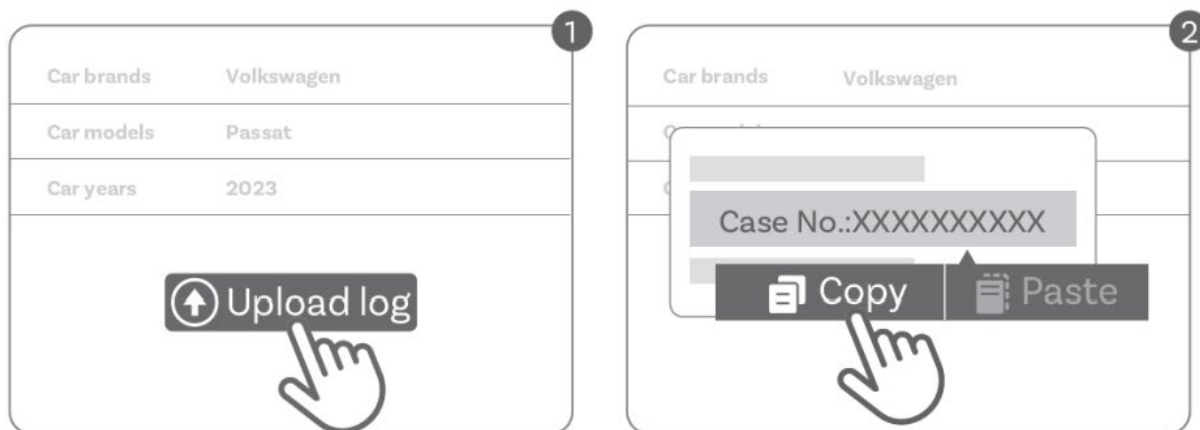 1
Car brands Volkswagen
Car models Passat
Car years 2023
Upload log
2
Car brands Volkswagen
Case No.:XXXXXXXXXX
Copy Paste